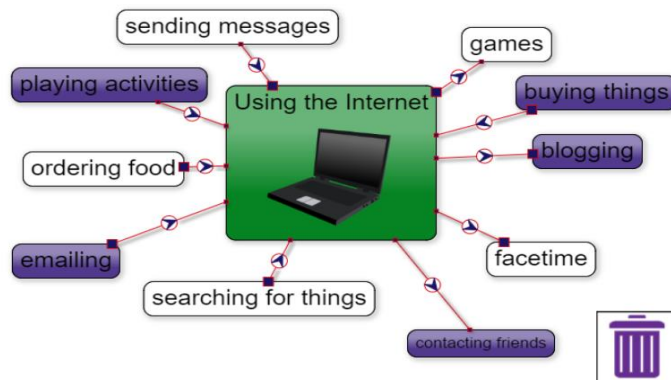 sending messages
games
playing activities
Using the Internet
buying things
ordering food
blogging
emailing
facetime
searching for things
contacting friends